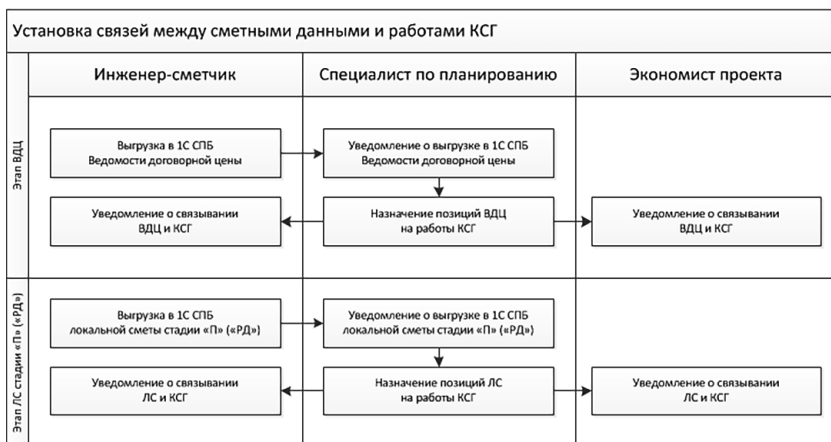 Установка связей между сметными данными и работами КСГ
Инженер-сметчик
Специалист по планированию
Экономист проекта
Этап ВДЦ
Выгрузка в 1С СПБ
Ведомости договорной цены
Уведомление о выгрузке в 1С СПБ
Ведомости договорной цены
Уведомление о связывании
ВДЦ и КСГ
Назначение позиций ВДЦ
на работы КСГ
Уведомление о связывании
ВДЦ и КСГ
Этап ЛС стадии «П» («РД»)
Выгрузка в 1С СПБ
локальной сметы стадии «П» («РД»)
Уведомление о выгрузке в 1С СПБ
локальной сметы стадии «П» («РД»)
Уведомление о связывании
ЛС и КСГ
Назначение позиций ЛС
на работы КСГ
Уведомление о связывании
ЛС и КСГ